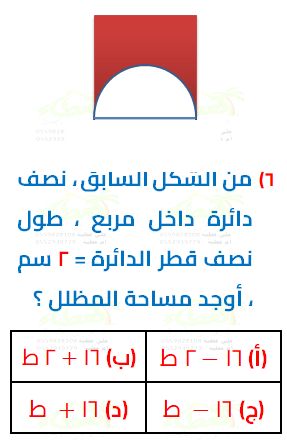 ٦) من الشكل السابق ، نصف
دائرة داخل مربع ، طول
نصف قطر الدائرة = ٢ سم
، أوجد مساحة المظلل ؟
(أ) ١٦ − ٢ ط
(ب) ١٦ + ٢ ط
(ج) ١٦ − ط
(د) ١٦ + ط